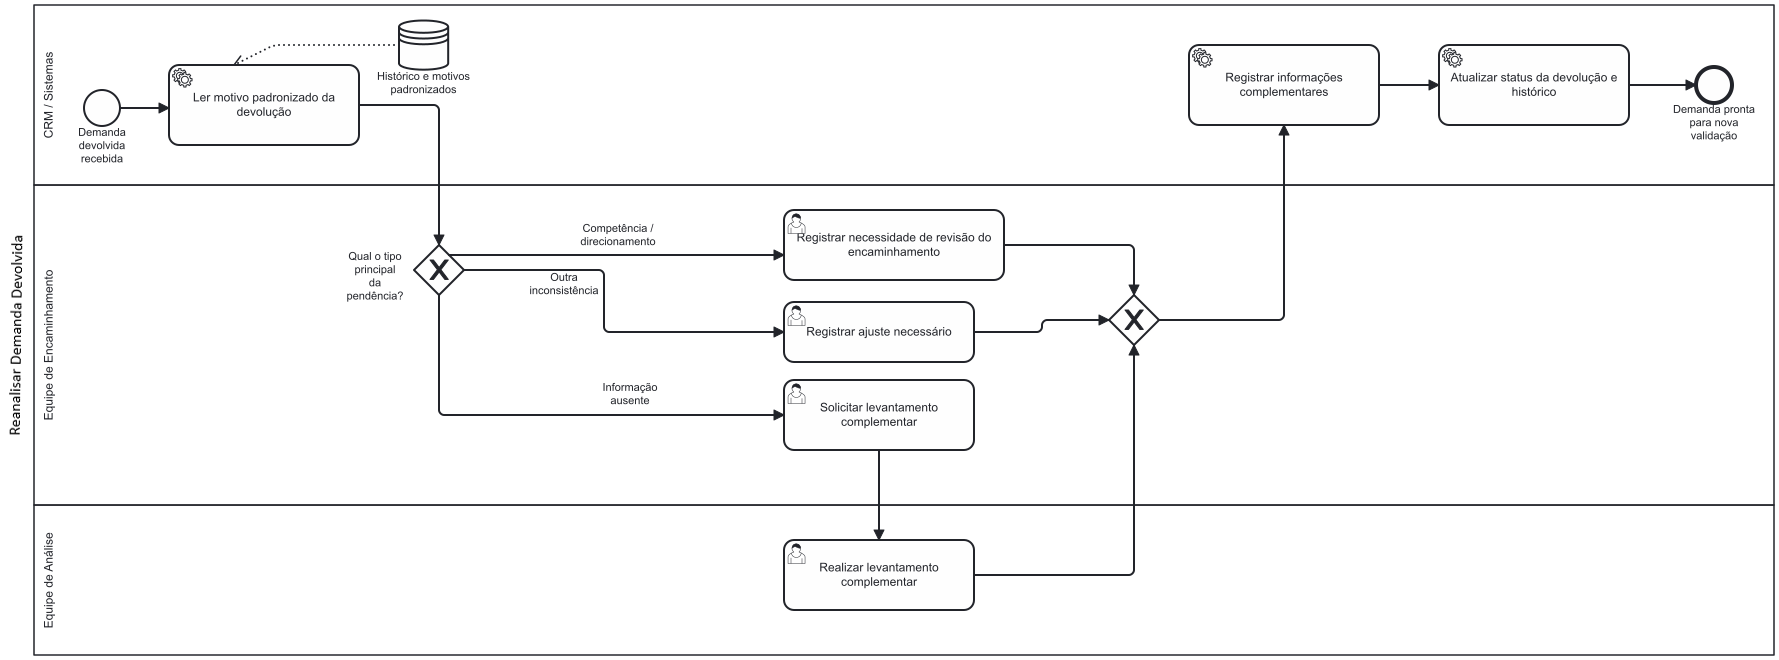 Reanalisar Demanda Devolvida
CRM / Sistemas
Demanda
devolvida
recebida
Ler motivo padronizado da
devolução
Histórico e motivos
padronizados
Registrar informações
complementares
Atualizar status da devolução e
histórico
Demanda pronta
para nova
validação
Equipe de Encaminhamento
Qual o tipo
principal
da
pendência?
Competência /
direcionamento
Outra
inconsistência
Informação
ausente
Registrar necessidade de revisão do
encaminhamento
Registrar ajuste necessário
Solicitar levantamento
complementar
Equipe de Análise
Realizar levantamento
complementar